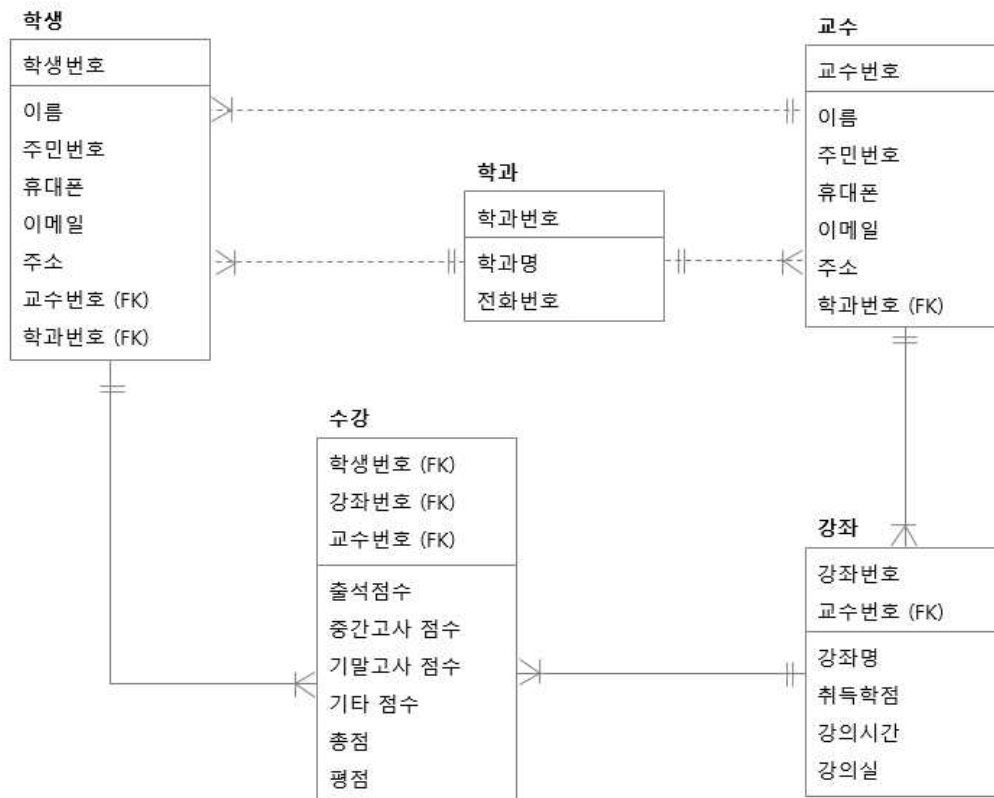 학생
학생번호
이름
주민번호
휴대폰
이메일
주소
교수번호 (FK)
학과번호 (FK)
교수
교수번호
이름
주민번호
휴대폰
이메일
주소
학과번호 (FK)
학과
학과번호
학과명
전화번호
수강
학생번호 (FK)
강좌번호 (FK)
교수번호 (FK)
출석점수
중간고사 점수
기말고사 점수
기타 점수
총점
평점
강좌
강좌번호
교수번호 (FK)
강좌명
취득학점
강의시간
강의실